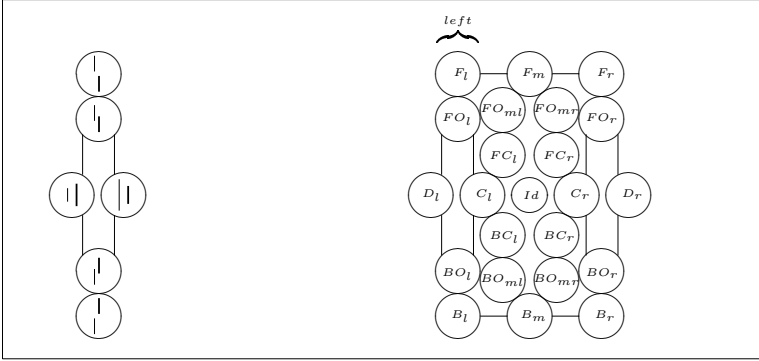 left
F_l F_m F_r
FO_ml FO_mr
FO_l FO_r
FC_l FC_r
D_l C_l Id C_r D_r
BC_l BC_r
BO_l BO_ml BO_mr BO_r
B_l B_m B_r